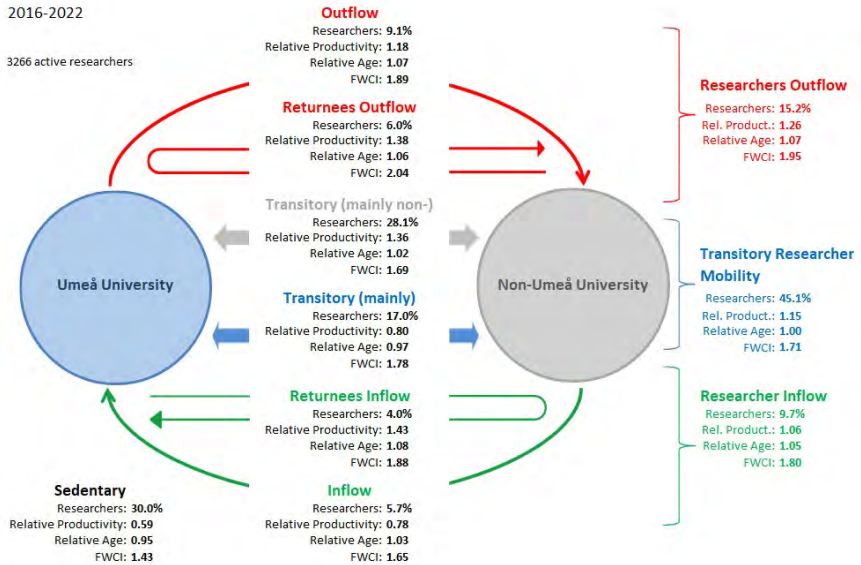 2016-2022
3266 active researchers
Outflow
Researchers: 9.1%
Relative Productivity: 1.18
Relative Age: 1.07
FWCI: 1.89
Returnees Outflow
Researchers: 6.0%
Relative Productivity: 1.38
Relative Age: 1.06
FWCI: 2.04
Transitory (mainly non-)
Researchers: 28.1%
Relative Productivity: 1.36
Relative Age: 1.02
FWCI: 1.69
Umeå University
Non-Umeå University
Transitory (mainly)
Researchers: 17.0%
Relative Productivity: 0.80
Relative Age: 0.97
FWCI: 1.78
Returnees Inflow
Researchers: 4.0%
Relative Productivity: 1.43
Relative Age: 1.08
FWCI: 1.88
Inflow
Researchers: 5.7%
Relative Productivity: 0.78
Relative Age: 1.03
FWCI: 1.65
Sedentary
Researchers: 30.0%
Relative Productivity: 0.59
Relative Age: 0.95
FWCI: 1.43
Researchers Outflow
Researchers: 15.2%
Rel. Product.: 1.26
Relative Age: 1.07
FWCI: 1.95
Transitory Researcher
Mobility
Researchers: 45.1%
Rel. Product.: 1.15
Relative Age: 1.00
FWCI: 1.71
Researcher Inflow
Researchers: 9.7%
Rel. Product.: 1.06
Relative Age: 1.05
FWCI: 1.80